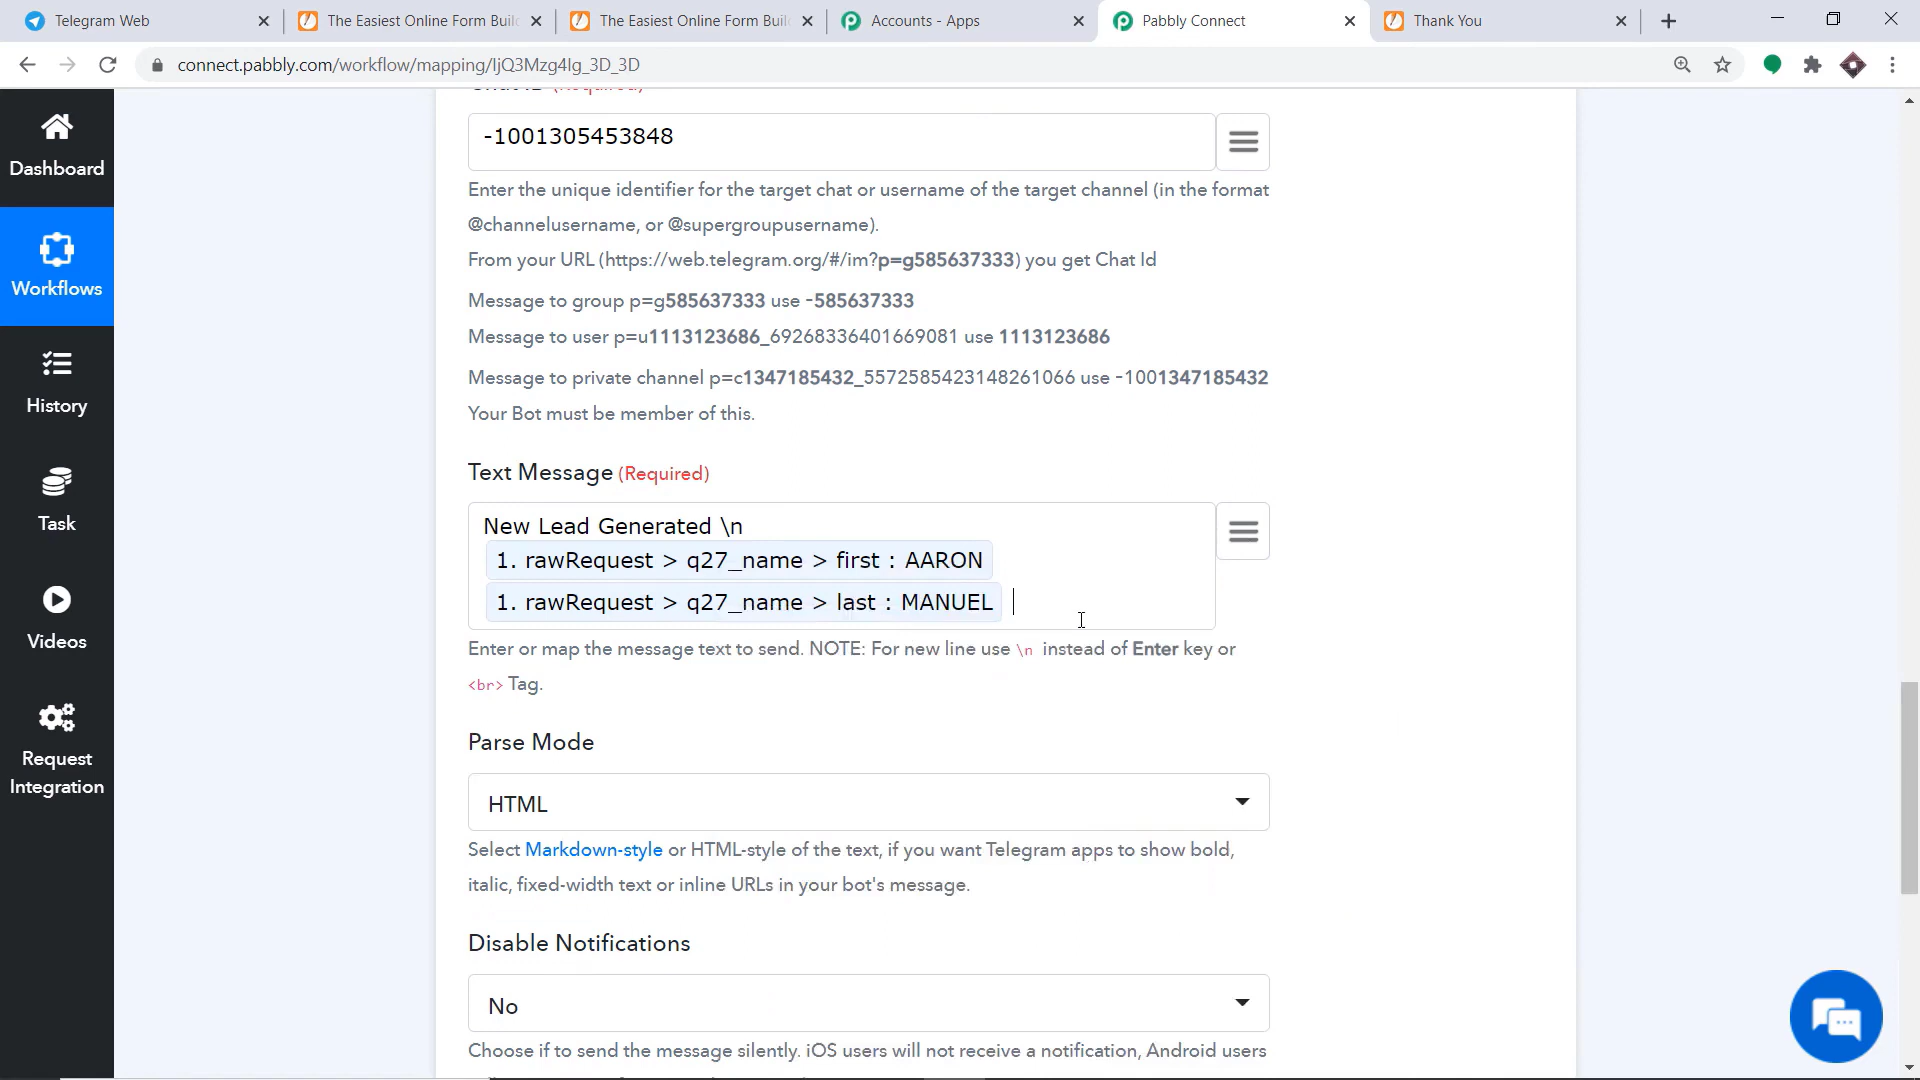 Telegram Web
The Easiest Online Form Buil
The Easiest Online Form Buil
Accounts - Apps
Pabbly Connect
Thank You
connect.pabbly.com/workflow/mapping/IjQ3Mzg4Ig_3D_3D
Dashboard
Workflows
History
Task
Videos
Request
Integration
Chat ID (Required)
-1001305453848
Enter the unique identifier for the target chat or username of the target channel (in the format
@channelusername, or @supergroupusername).
From your URL (https://web.telegram.org/#/im?p=g585637333) you get Chat Id
Message to group p=g585637333 use -585637333
Message to user p=u1113123686_69268336401669081 use 1113123686
Message to private channel p=c1347185432_5572585423148261066 use -1001347185432
Your Bot must be member of this.
Text Message (Required)
New Lead Generated \n
1. rawRequest > q27_name > first : AARON
1. rawRequest > q27_name > last : MANUEL
Enter or map the message text to send. NOTE: For new line use \n instead of Enter key or
<br> Tag.
Parse Mode
HTML
Select Markdown-style or HTML-style of the text, if you want Telegram apps to show bold,
italic, fixed-width text or inline URLs in your bot's message.
Disable Notifications
No
Choose if to send the message silently. iOS users will not receive a notification, Android users